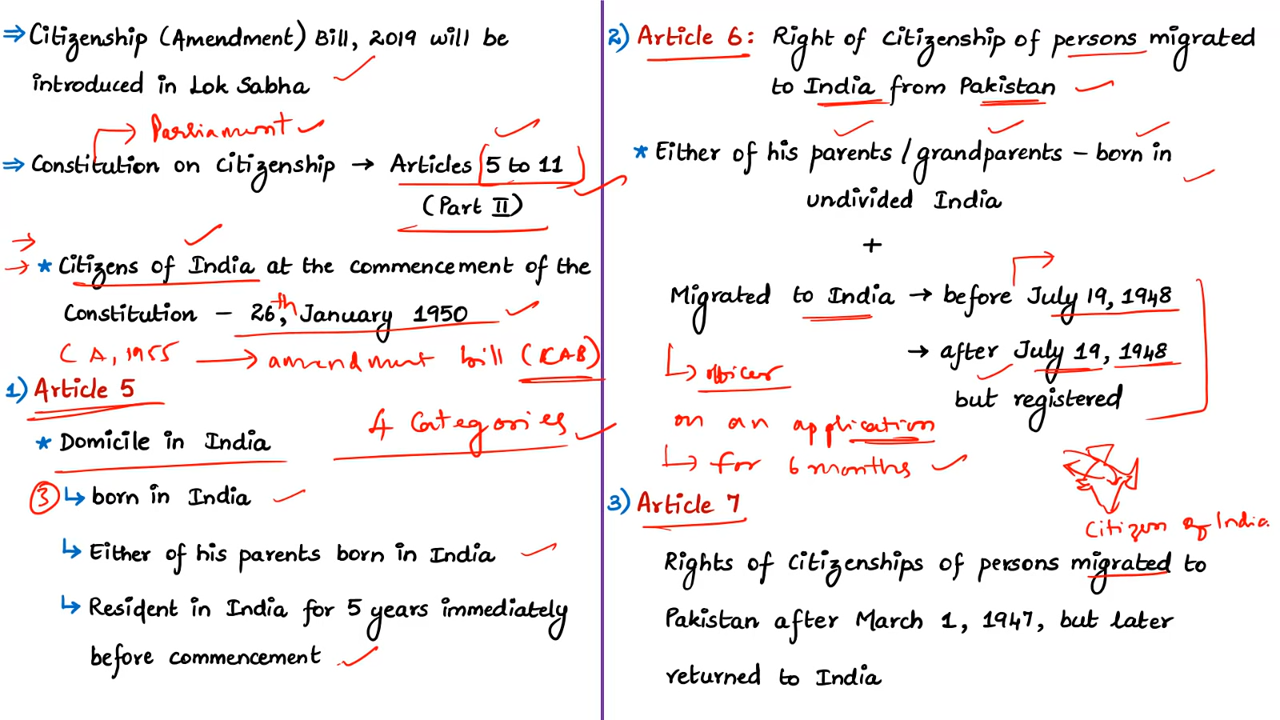 ⇒ Citizenship (Amendment) Bill, 2019 will be
introduced in Lok Sabha
→ Parliament
⇒ Constitution on Citizenship → Articles 5 to 11
(Part II)
* Citizens of India at the commencement of the
Constitution – 26th, January 1950
CA, 1955 → amendment bill (CAB)
1) Article 5
4 Categories
* Domicile in India
3 ↳ born in India
↳ Either of his parents born in India
↳ Resident in India for 5 years immediately
before commencement
2) Article 6: Right of Citizenship of persons migrated
to India from Pakistan
* Either of his parents / grandparents – born in
undivided India
+
Migrated to India → before July 19, 1948
→ after July 19, 1948
↳ officer
but registered
on an application
↳ for 6 months
3) Article 7
Citizen of India
Rights of Citizenships of persons migrated to
Pakistan after March 1, 1947, but later
returned to India